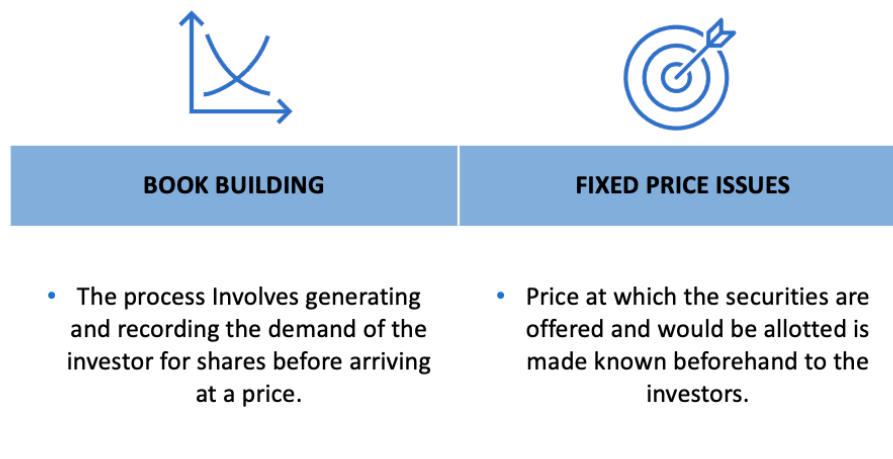 BOOK BUILDING
FIXED PRICE ISSUES
• The process Involves generating
and recording the demand of the
investor for shares before arriving
at a price.
• Price at which the securities are
offered and would be allotted is
made known beforehand to the
investors.